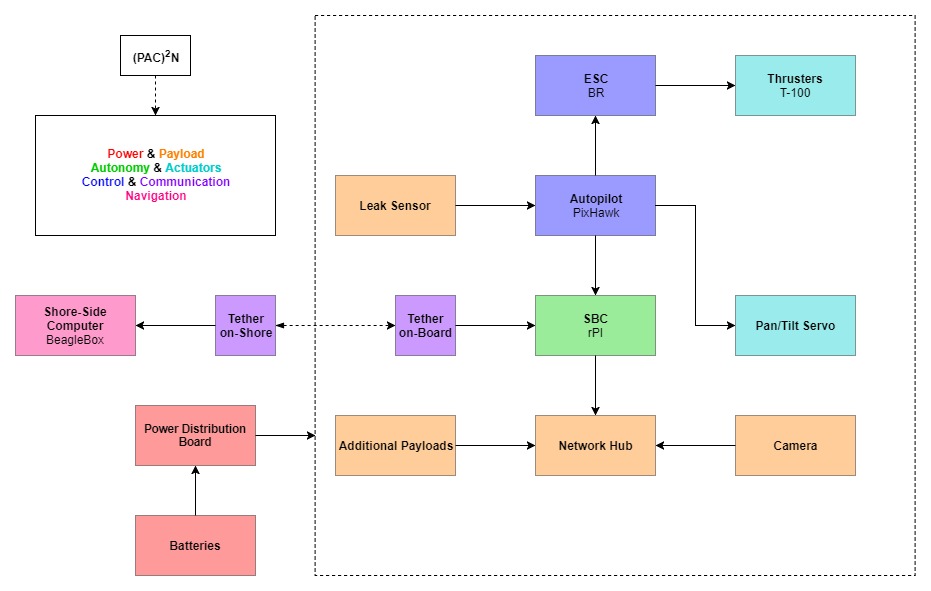 (PAC)²N
Power & Payload
Autonomy & Actuators
Control & Communication
Navigation
ESC
BR
Thrusters
T-100
Leak Sensor
Autopilot
PixHawk
Shore-Side
Computer
BeagleBox
Tether
on-Shore
Tether
on-Board
SBC
rPI
Pan/Tilt Servo
Power Distribution
Board
Additional Payloads
Network Hub
Camera
Batteries